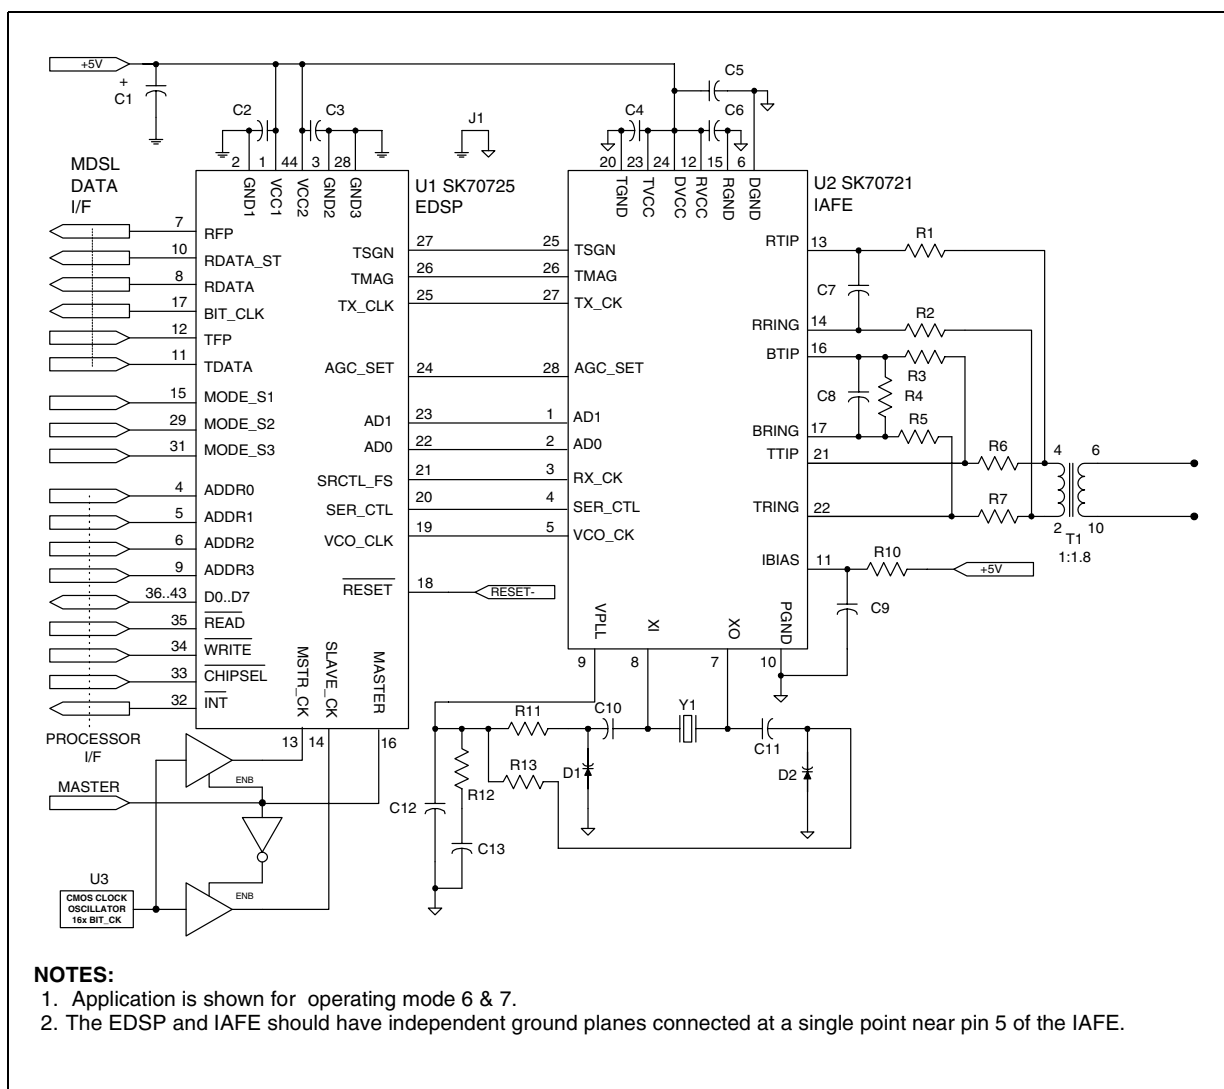 +5V
+
C1
C2
C3
J1
C4
C5
C6
2 1 44 3 28
GND1 VCC1 VCC2 GND2 GND3
20 23 24 12 15 6
TGND TVCC DVCC RVCC RGND DGND
MDSL
DATA
I/F
U1 SK70725
EDSP
U2 SK70721
IAFE
7 RFP
10 RDATA_ST
8 RDATA
17 BIT_CLK
12 TFP
11 TDATA
15 MODE_S1
29 MODE_S2
31 MODE_S3
4 ADDR0
5 ADDR1
6 ADDR2
9 ADDR3
36..43 D0..D7
35 READ
34 WRITE
33 CHIPSEL
32 INT
PROCESSOR
I/F
TSGN 27 25 TSGN
TMAG 26 26 TMAG
TX_CLK 25 27 TX_CK
AGC_SET 24 28 AGC_SET
AD1 23 1 AD1
AD0 22 2 AD0
SRCTL_FS 21 3 RX_CK
SER_CTL 20 4 SER_CTL
VCO_CLK 19 5 VCO_CK
RESET 18 RESET-
MSTR_CK SLAVE_CK MASTER
13 14 16
RTIP 13 R1
C7
RRING 14 R2
BTIP 16 R3
C8 R4
BRING 17 R5
TTIP 21 R6
TRING 22 R7
4 6
2 10
T1
1:1.8
IBIAS 11 R10 +5V
C9
VPLL XI XO PGND
9 8 7 10
R11 C10 Y1 C11
R13 D1 D2
R12
C12
C13
MASTER
ENB
ENB
U3
CMOS CLOCK
OSCILLATOR
16x BIT_CK
NOTES:
1. Application is shown for operating mode 6 & 7.
2. The EDSP and IAFE should have independent ground planes connected at a single point near pin 5 of the IAFE.